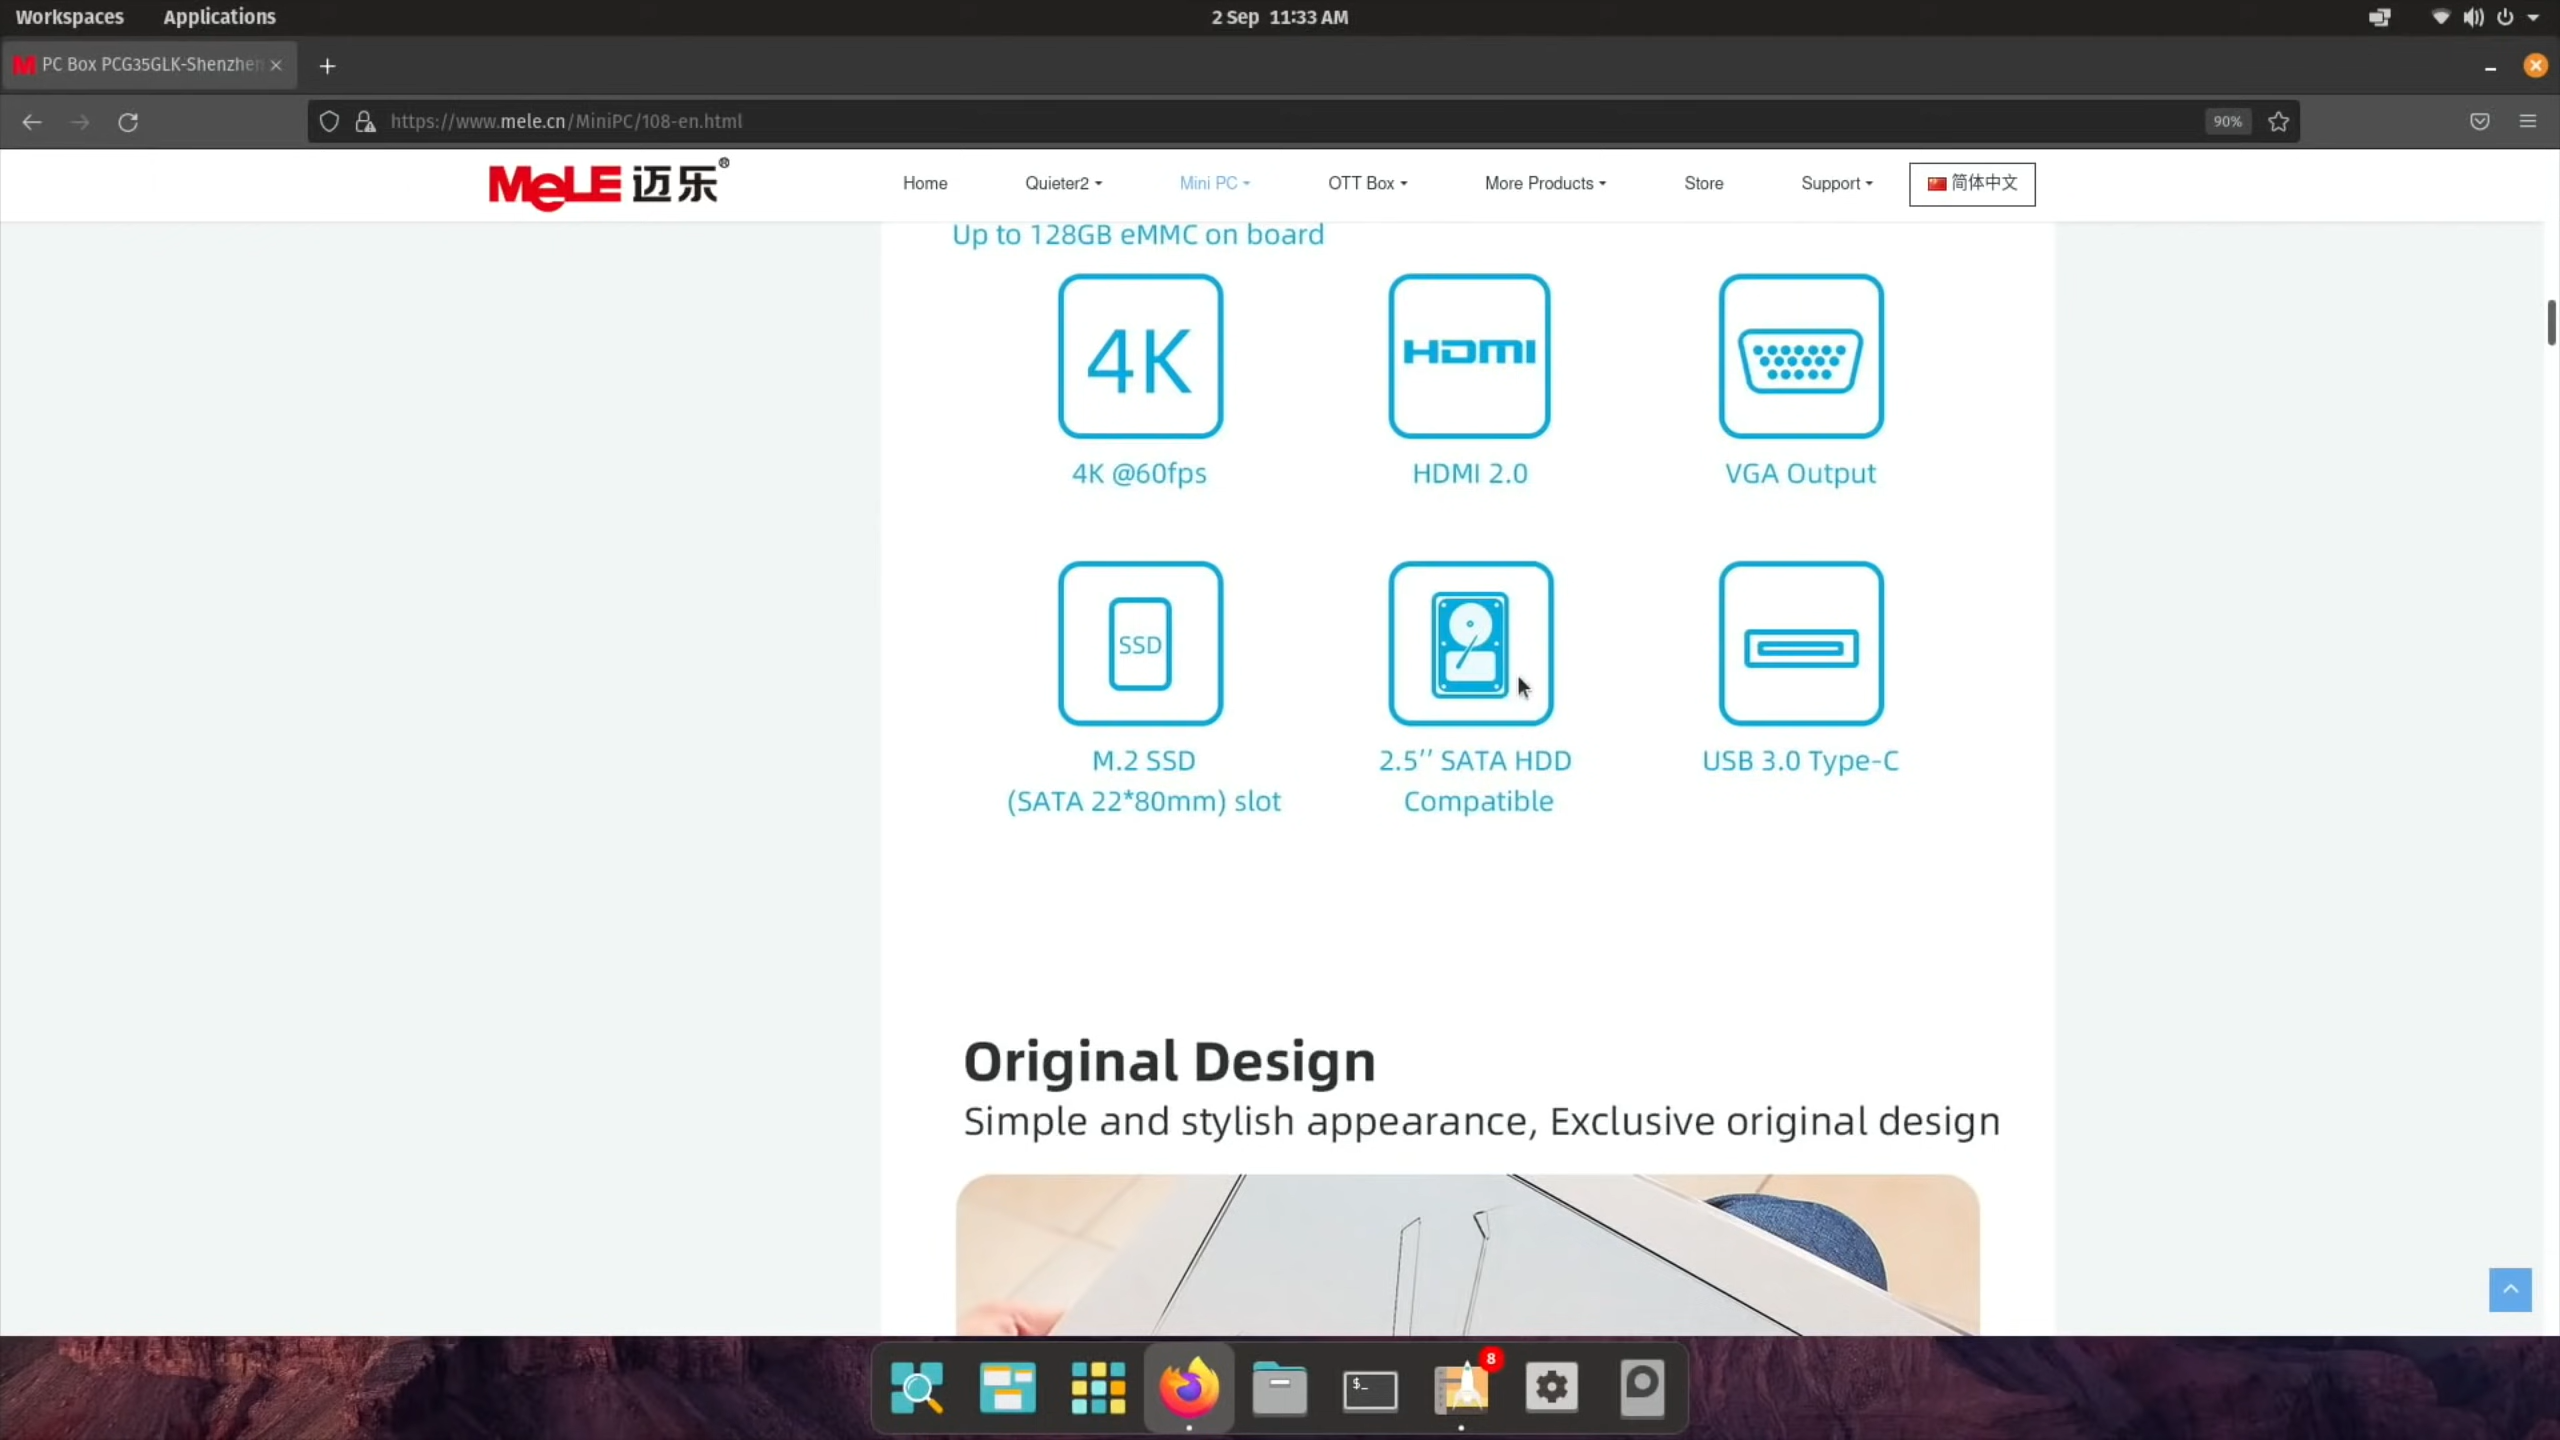 Workspaces Applications 2 Sep 11:33 AM
PC Box PCG35GLK-Shenzhen
https://www.mele.cn/MiniPC/108-en.html 90%
MeLE 迈乐® Home Quieter2 Mini PC OTT Box More Products Store Support 简体中文
Up to 128GB eMMC on board
4K HDMI
4K @60fps HDMI 2.0 VGA Output
SSD
M.2 SSD 2.5’’ SATA HDD USB 3.0 Type-C
(SATA 22*80mm) slot Compatible
Original Design
Simple and stylish appearance, Exclusive original design
8
$_